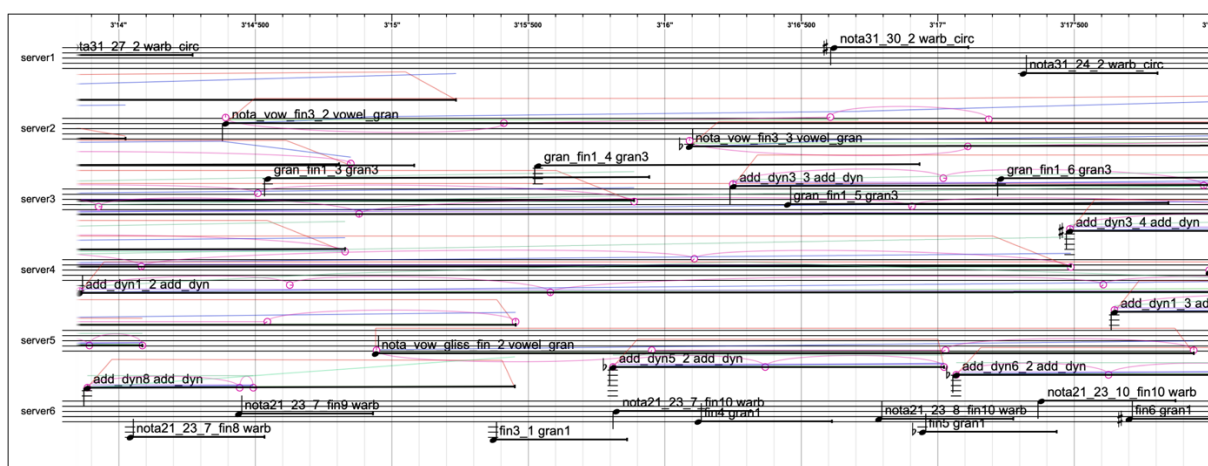 3'14" 3'14"500 3'15" 3'15"500 3'16" 3'16"500 3'17" 3'17"500
ta31_27_2 warb_circ
nota31_30_2 warb_circ
server1
nota31_24_2 warb_circ
nota_vow_fin3_2 vowel_gran
server2
nota_vow_fin3_3 vowel_gran
gran_fin1_4 gran3
gran_fin1_3 gran3
add_dyn3_3 add_dyn
gran_fin1_6 gran3
server3
gran_fin1_5 gran3
add_dyn3_4 add_dyn
server4
add_dyn1_2 add_dyn
add_dyn1_3 add
server5
nota_vow_gliss_fin_2 vowel_gran
add_dyn5_2 add_dyn
add_dyn6_2 add_dyn
add_dyn8 add_dyn
nota21_23_7_fin9 warb
nota21_23_7_fin10 warb
nota21_23_10_fin10 warb
server6
fin4 gran1
nota21_23_8_fin10 warb
fin6 gran1
nota21_23_7_fin8 warb
fin3_1 gran1
fin5 gran1